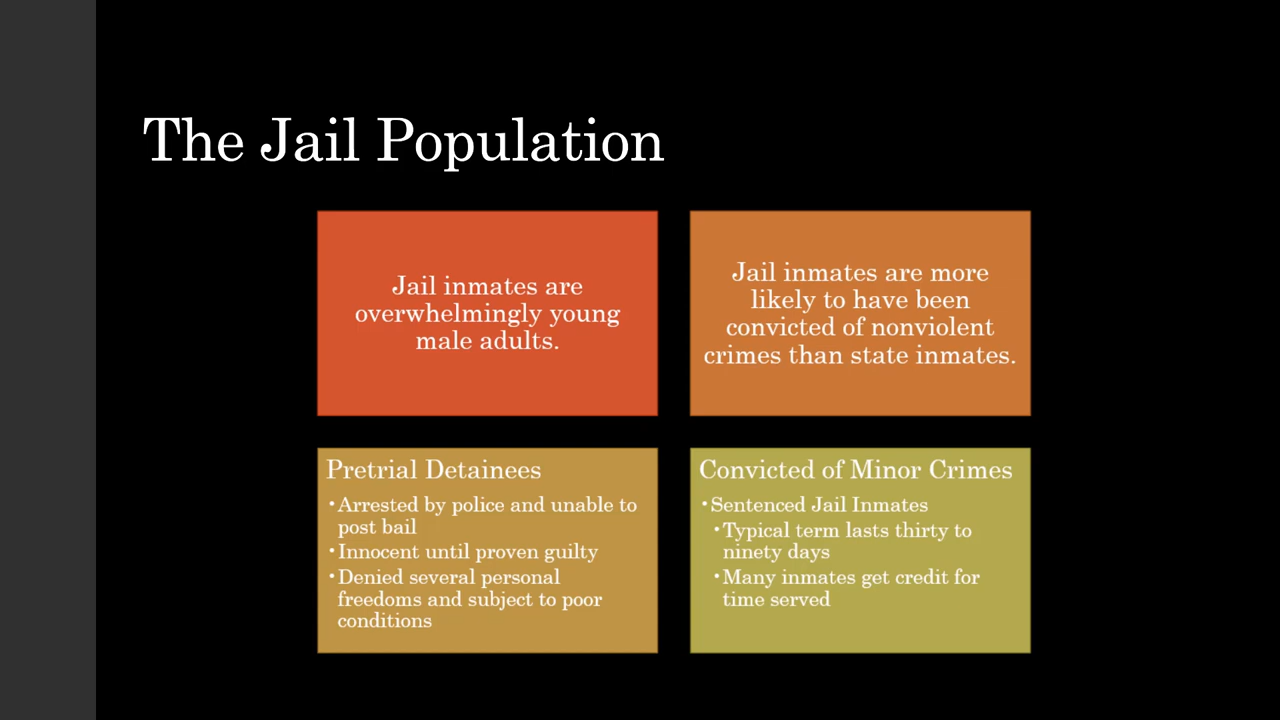 The Jail Population
Jail inmates are
overwhelmingly young
male adults.
Jail inmates are more
likely to have been
convicted of nonviolent
crimes than state inmates.
Pretrial Detainees
•Arrested by police and unable to
post bail
•Innocent until proven guilty
•Denied several personal
freedoms and subject to poor
conditions
Convicted of Minor Crimes
•Sentenced Jail Inmates
•Typical term lasts thirty to
ninety days
•Many inmates get credit for
time served